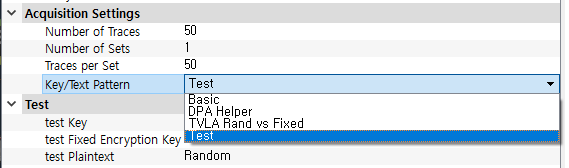 Acquisition Settings
Number of Traces 50
Number of Sets 1
Traces per Set 50
Key/Text Pattern Test
Basic
DPA Helper
Test TVLA Rand vs Fixed
test Key Test
test Fixed Encryption Key
test Plaintext Random